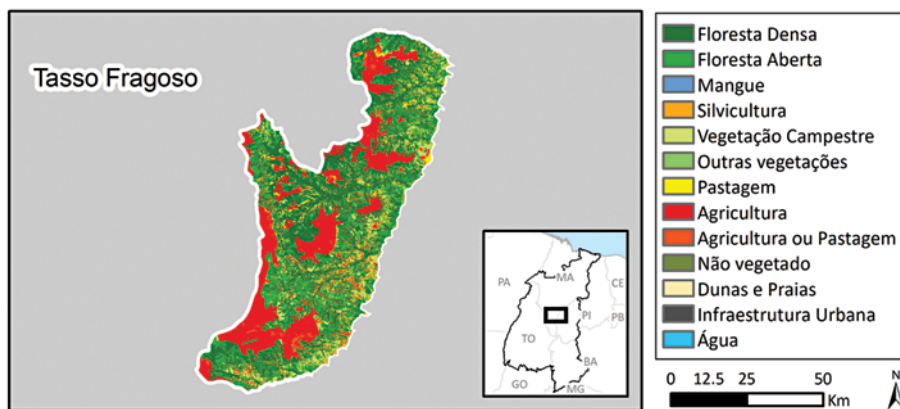 Tasso Fragoso
PA
MA
CE
PI
PB
TO
BA
GO
MG
Floresta Densa
Floresta Aberta
Mangue
Silvicultura
Vegetação Campestre
Outras vegetações
Pastagem
Agricultura
Agricultura ou Pastagem
Não vegetado
Dunas e Praias
Infraestrutura Urbana
Água
0 12.5 25 50
Km
N